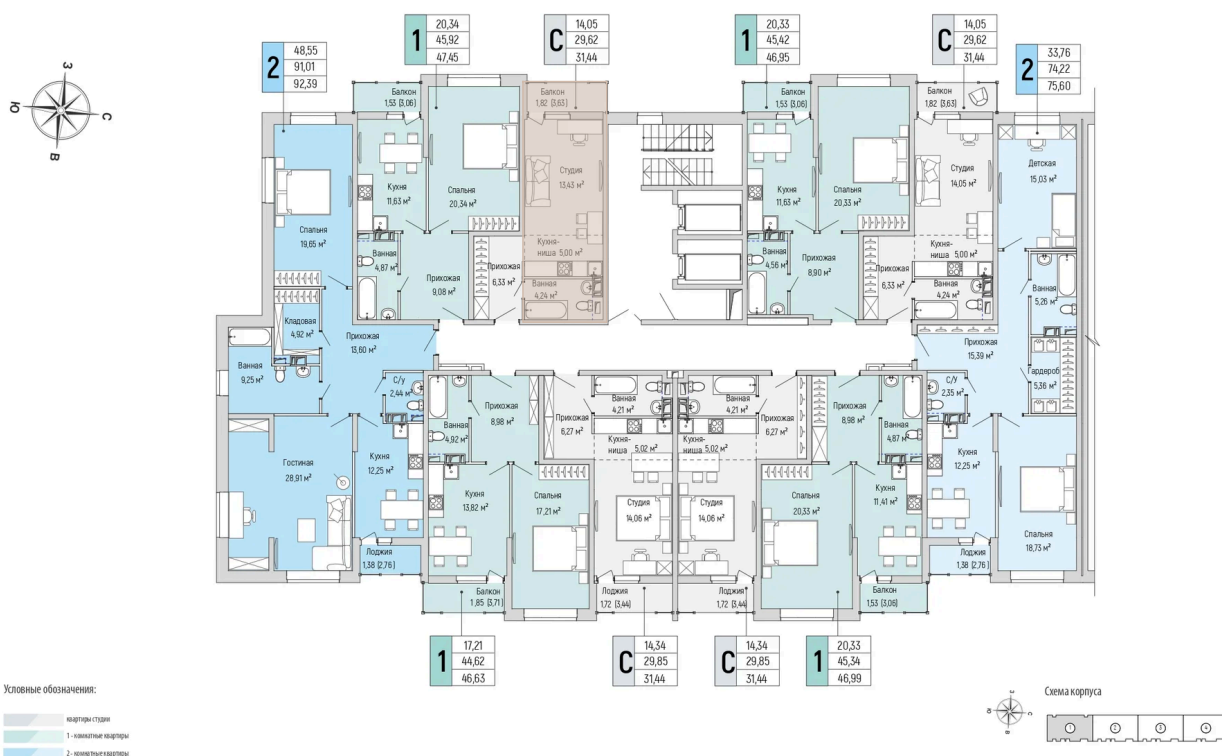 2
48,55
91,01
92,39
1
20,34
45,92
47,45
С
14,05
29,62
31,44
1
20,33
45,42
46,95
С
14,05
29,62
31,44
2
33,76
74,22
75,60
З
Ю
С
В
Балкон
1,53 (3,06)
Балкон
1,82 (3,63)
Балкон
1,53 (3,06)
Балкон
1,82 (3,63)
Спальня
19,65 м²
Кухня
11,63 м²
Спальня
20,34 м²
Студия
13,43 м²
Кухня
11,63 м²
Спальня
20,33 м²
Студия
14,05 м²
Детская
15,03 м²
Ванная
4,87 м²
Прихожая
9,08 м²
Прихожая
6,33 м²
Кухня-
ниша 5,00 м²
Ванная
4,24 м²
Ванная
4,56 м²
Прихожая
8,90 м²
Прихожая
6,33 м²
Кухня-
ниша 5,00 м²
Ванная
4,24 м²
Ванная
5,26 м²
Кладовая
4,92 м²
Прихожая
13,60 м²
Ванная
9,25 м²
С/у
2,44 м²
Прихожая
15,39 м²
Гардероб
5,36 м²
С/у
2,35 м²
Ванная
4,92 м²
Прихожая
8,98 м²
Прихожая
6,27 м²
Ванная
4,21 м²
Кухня-
ниша 5,02 м²
Ванная
4,21 м²
Кухня-
ниша 5,02 м²
Прихожая
6,27 м²
Прихожая
8,98 м²
Ванная
4,87 м²
Гостиная
28,91 м²
Кухня
12,25 м²
Кухня
13,82 м²
Спальня
17,21 м²
Студия
14,06 м²
Студия
14,06 м²
Спальня
20,33 м²
Кухня
11,41 м²
Кухня
12,25 м²
Спальня
18,73 м²
Лоджия
1,38 (2,76)
Балкон
1,85 (3,71)
Лоджия
1,72 (3,44)
Лоджия
1,72 (3,44)
Балкон
1,53 (3,06)
Лоджия
1,38 (2,76)
1
17,21
44,62
46,63
С
14,34
29,85
31,44
С
14,34
29,85
31,44
1
20,33
45,34
46,99
Условные обозначения:
квартиры студии
1 - комнатные квартиры
2 - комнатные квартиры
З
Ю
С
В
Схема корпуса
1
2
3
4